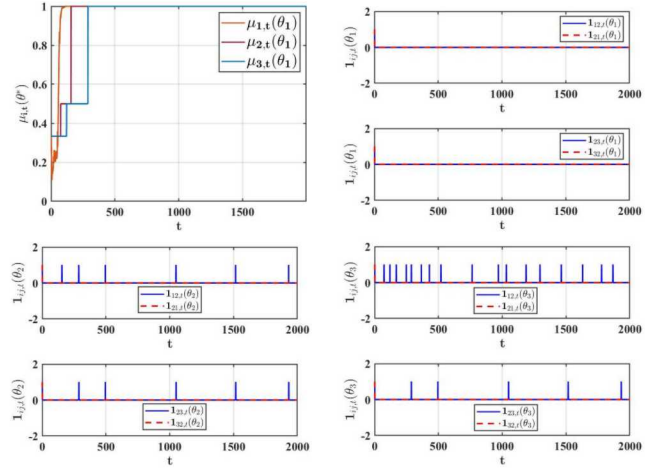 μ_{i,t}(θ*)
1
0.8
0.6
0.4
0.2
0
μ_{1,t}(θ_1)
μ_{2,t}(θ_1)
μ_{3,t}(θ_1)
0 500 1000
t
1_{ij,t}(θ_1)
2
0
-2
1_{12,t}(θ_1)
1_{21,t}(θ_1)
0 500 1000 1500 2000
t
1_{ij,t}(θ_1)
2
0
-2
1_{23,t}(θ_1)
1_{32,t}(θ_1)
0 500 1000 1500 2000
t
1_{ij,t}(θ_2)
2
0
-2
1_{12,t}(θ_2)
1_{21,t}(θ_2)
0 500 1000 1500 2000
t
1_{ij,t}(θ_3)
2
0
-2
1_{12,t}(θ_3)
1_{21,t}(θ_3)
0 500 1000 1500 2000
t
1_{ij,t}(θ_2)
2
0
-2
1_{23,t}(θ_2)
1_{32,t}(θ_2)
0 500 1000 1500 2000
t
1_{ij,t}(θ_3)
2
0
-2
1_{23,t}(θ_3)
1_{32,t}(θ_3)
0 500 1000 1500 2000
t